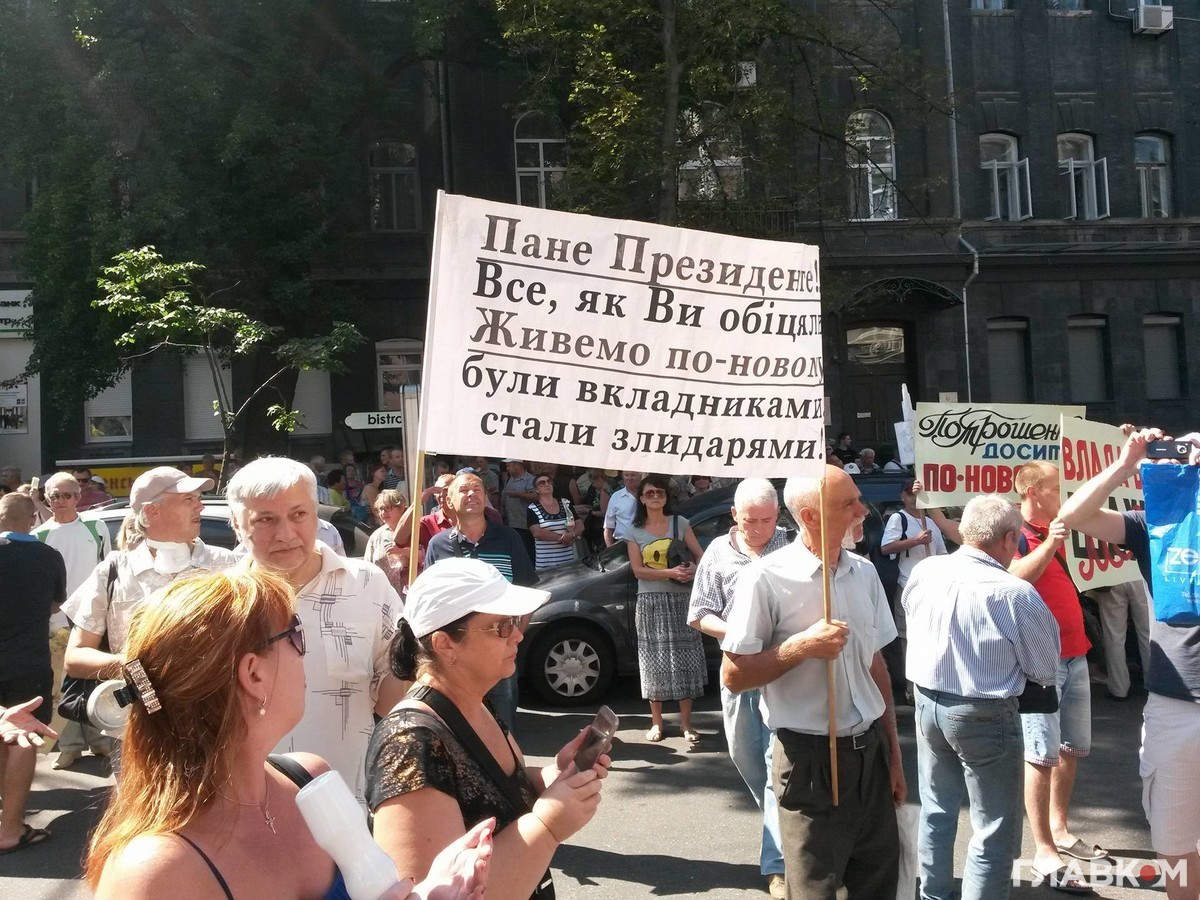 Пане Президенте!
Все, як Ви обіцяли
Живемо по-новому
були вкладниками
стали злидарями!
bistro
Порошенко
ДОСИТЬ
ПО-НОВО
ВЛАД
ГЛАВКОМ